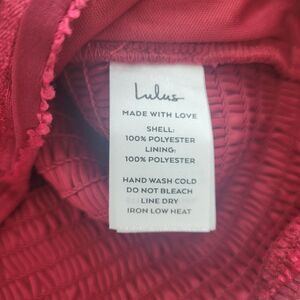 Lulus
MADE WITH LOVE
SHELL:
100% POLYESTER
LINING:
100% POLYESTER
HAND WASH COLD
DO NOT BLEACH
LINE DRY
IRON LOW HEAT